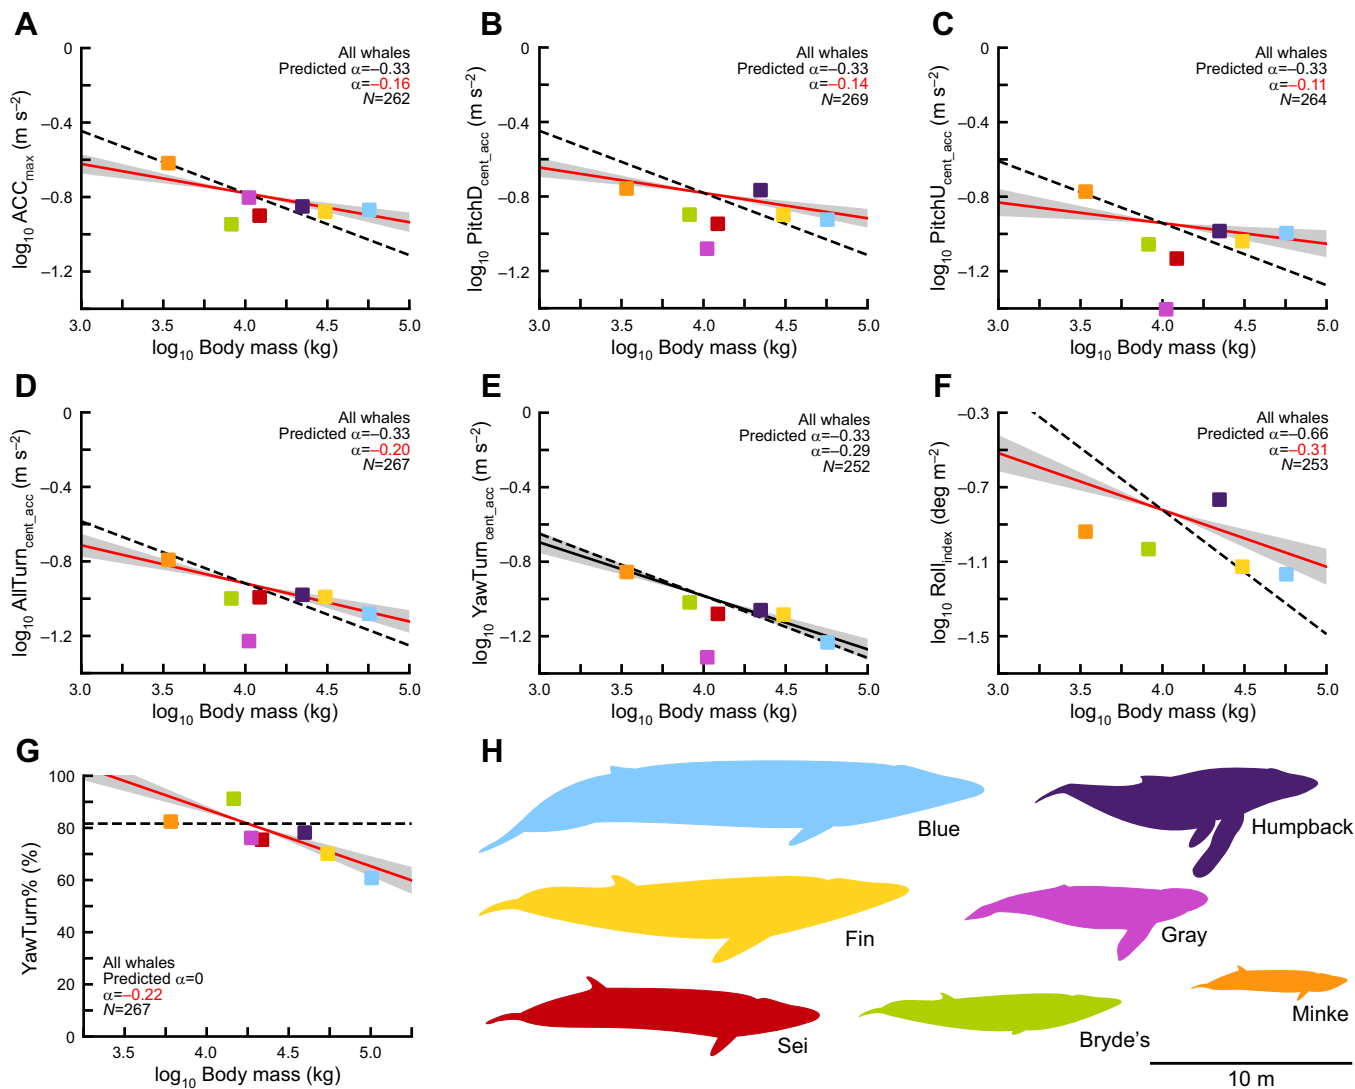 A
0
−0.4
−0.8
−1.2
log10 ACCmax (m s−2)
All whales
Predicted α=−0.33
α=−0.16
N=262
3.0 3.5 4.0 4.5 5.0
log10 Body mass (kg)
B
0
−0.4
−0.8
−1.2
log10 PitchDcent_acc (m s−2)
All whales
Predicted α=−0.33
α=−0.14
N=269
3.0 3.5 4.0 4.5 5.0
log10 Body mass (kg)
C
0
−0.4
−0.8
−1.2
log10 PitchUcent_acc (m s−2)
All whales
Predicted α=−0.33
α=−0.11
N=264
3.0 3.5 4.0 4.5 5.0
log10 Body mass (kg)
D
0
−0.4
−0.8
−1.2
log10 AllTurncent_acc (m s−2)
All whales
Predicted α=−0.33
α=−0.20
N=267
3.0 3.5 4.0 4.5 5.0
log10 Body mass (kg)
E
0
−0.4
−0.8
−1.2
log10 YawTurncent_acc (m s−2)
All whales
Predicted α=−0.33
α=−0.29
N=252
3.0 3.5 4.0 4.5 5.0
log10 Body mass (kg)
F
−0.3
−0.7
−1.1
−1.5
log10 Rollindex (deg m−2)
All whales
Predicted α=−0.66
α=−0.31
N=253
3.0 3.5 4.0 4.5 5.0
log10 Body mass (kg)
G
100
80
60
40
20
0
YawTurn% (%)
All whales
Predicted α=0
α=−0.22
N=267
3.5 4.0 4.5 5.0
log10 Body mass (kg)
H
Blue
Humpback
Fin
Gray
Sei
Bryde’s
Minke
10 m